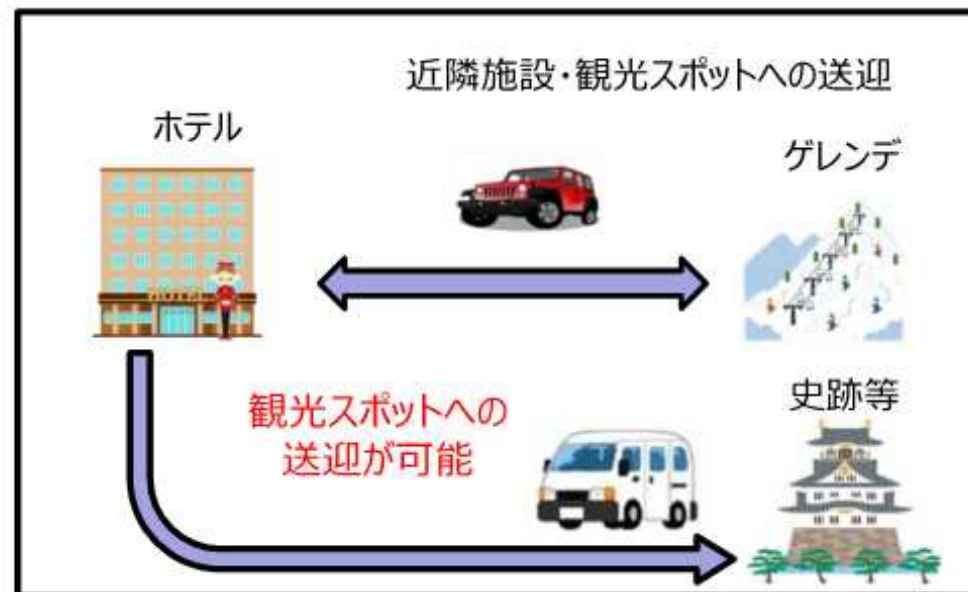 近隣施設・観光スポットへの送迎
ホテル
ゲレンデ
HOTEL
史跡等
観光スポットへの
送迎が可能